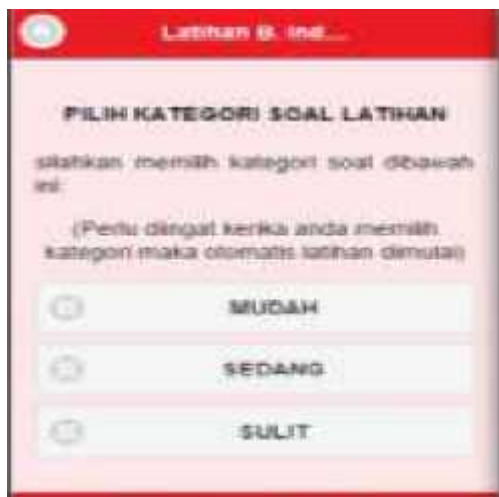 Latihan B. Ind...
PILIH KATEGORI SOAL LATIHAN
silahkan memilih kategori soal dibawah
ini:
(Perlu diingat kerika anda memilih
kategori maka otomatis latihan dimulai)
MUDAH
SEDANG
SULIT